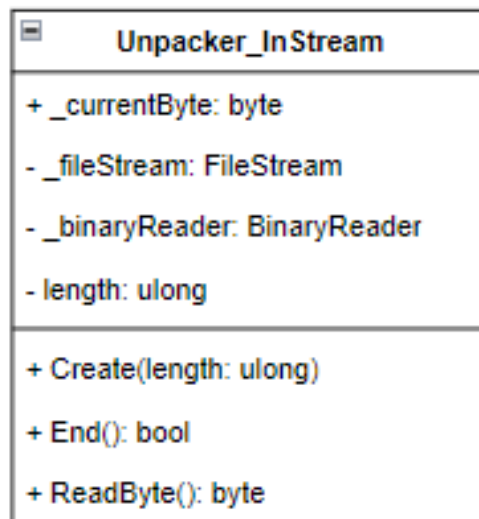 Unpacker_InStream
+ _currentByte: byte
- _fileStream: FileStream
- _binaryReader: BinaryReader
- length: ulong
+ Create(length: ulong)
+ End(): bool
+ ReadByte(): byte